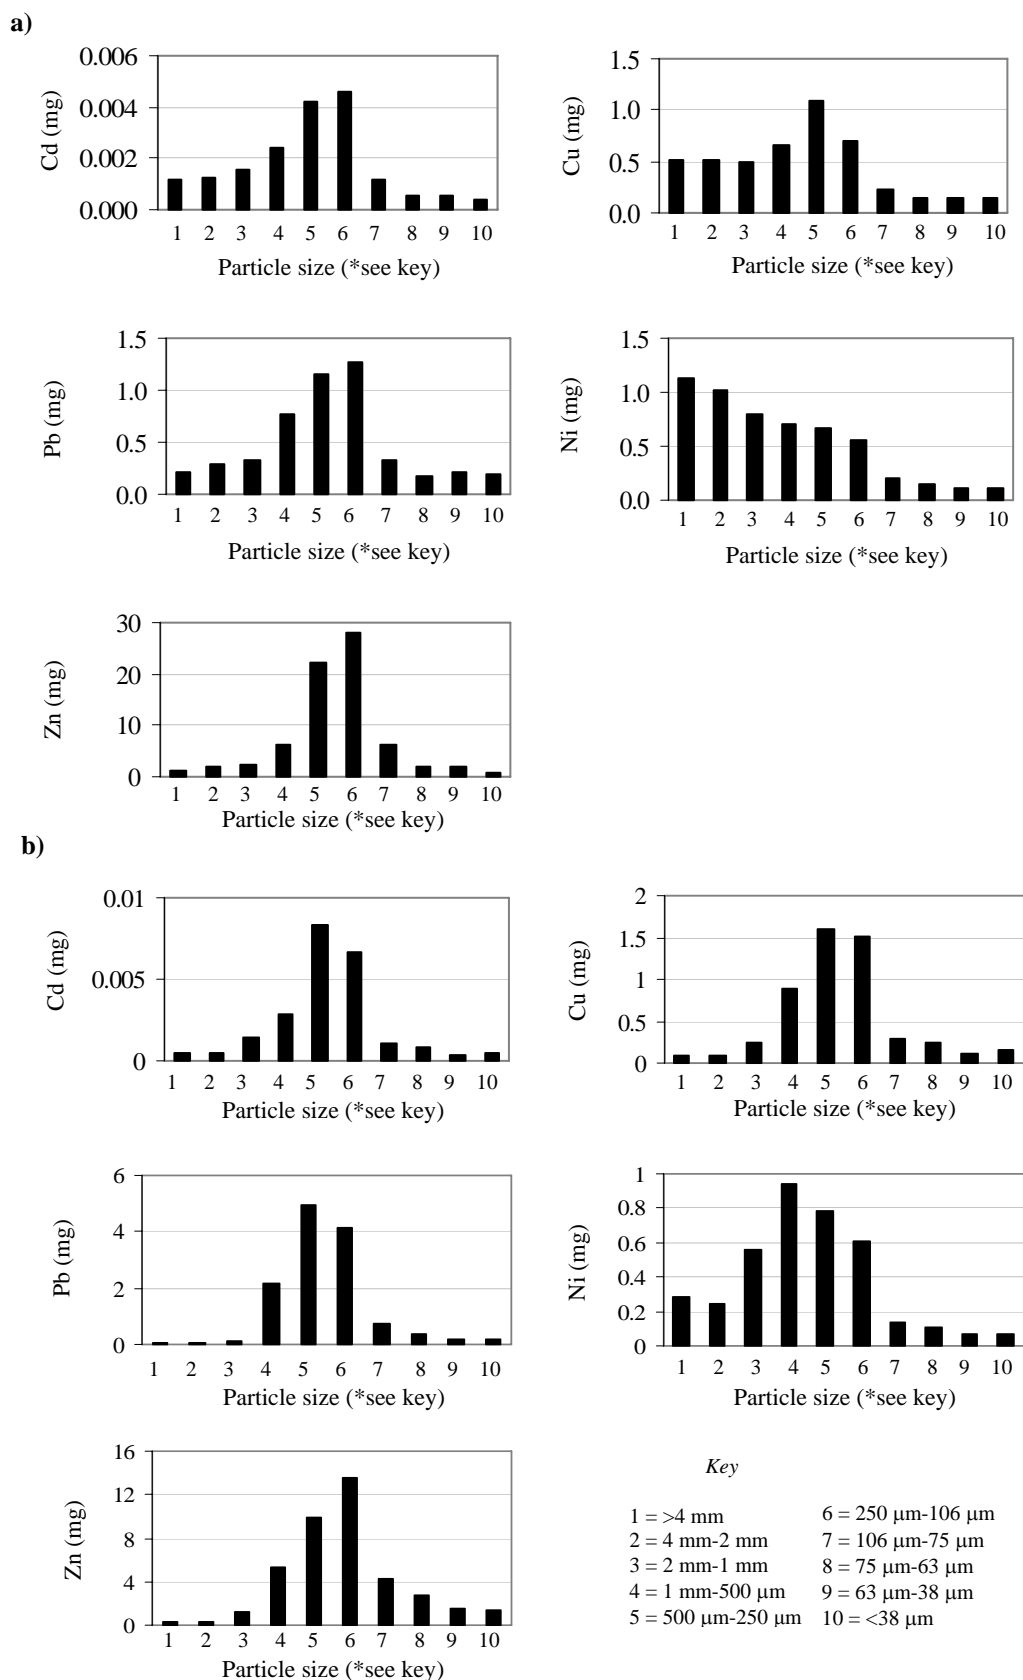 a)
Cd (mg)
0.006
0.004
0.002
0.000
1 2 3 4 5 6 7 8 9 10
Particle size (*see key)
Cu (mg)
1.5
1.0
0.5
0.0
1 2 3 4 5 6 7 8 9 10
Particle size (*see key)
Pb (mg)
1.5
1.0
0.5
0.0
1 2 3 4 5 6 7 8 9 10
Particle size (*see key)
Ni (mg)
1.5
1.0
0.5
0.0
1 2 3 4 5 6 7 8 9 10
Particle size (*see key)
Zn (mg)
30
20
10
0
1 2 3 4 5 6 7 8 9 10
Particle size (*see key)
b)
Cd (mg)
0.01
0.005
0
1 2 3 4 5 6 7 8 9 10
Particle size (*see key)
Cu (mg)
2
1.5
1
0.5
0
1 2 3 4 5 6 7 8 9 10
Particle size (*see key)
Pb (mg)
6
4
2
0
1 2 3 4 5 6 7 8 9 10
Particle size (*see key)
Ni (mg)
1
0.8
0.6
0.4
0.2
0
1 2 3 4 5 6 7 8 9 10
Particle size (*see key)
Zn (mg)
16
12
8
4
0
1 2 3 4 5 6 7 8 9 10
Particle size (*see key)
Key
1 = >4 mm
2 = 4 mm-2 mm
3 = 2 mm-1 mm
4 = 1 mm-500 µm
5 = 500 µm-250 µm
6 = 250 µm-106 µm
7 = 106 µm-75 µm
8 = 75 µm-63 µm
9 = 63 µm-38 µm
10 = <38 µm